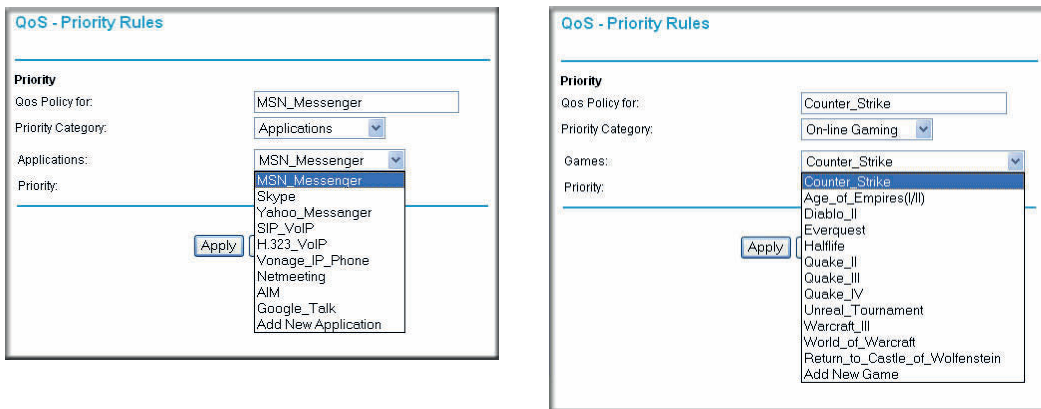 QoS - Priority Rules
Priority
Qos Policy for:
MSN_Messenger
Priority Category:
Applications
Applications:
MSN_Messenger
Priority:
MSN_Messenger
Skype
Yahoo_Messanger
SIP_VoIP
H.323_VoIP
Vonage_IP_Phone
Netmeeting
AIM
Google_Talk
Add New Application
Apply
QoS - Priority Rules
Priority
Qos Policy for:
Counter_Strike
Priority Category:
On-line Gaming
Games:
Counter_Strike
Priority:
Counter_Strike
Age_of_Empires(I/II)
Diablo_II
Everquest
Halflife
Quake_II
Quake_III
Quake_IV
Unreal_Tournament
Warcraft_III
World_of_Warcraft
Return_to_Castle_of_Wolfenstein
Add New Game
Apply